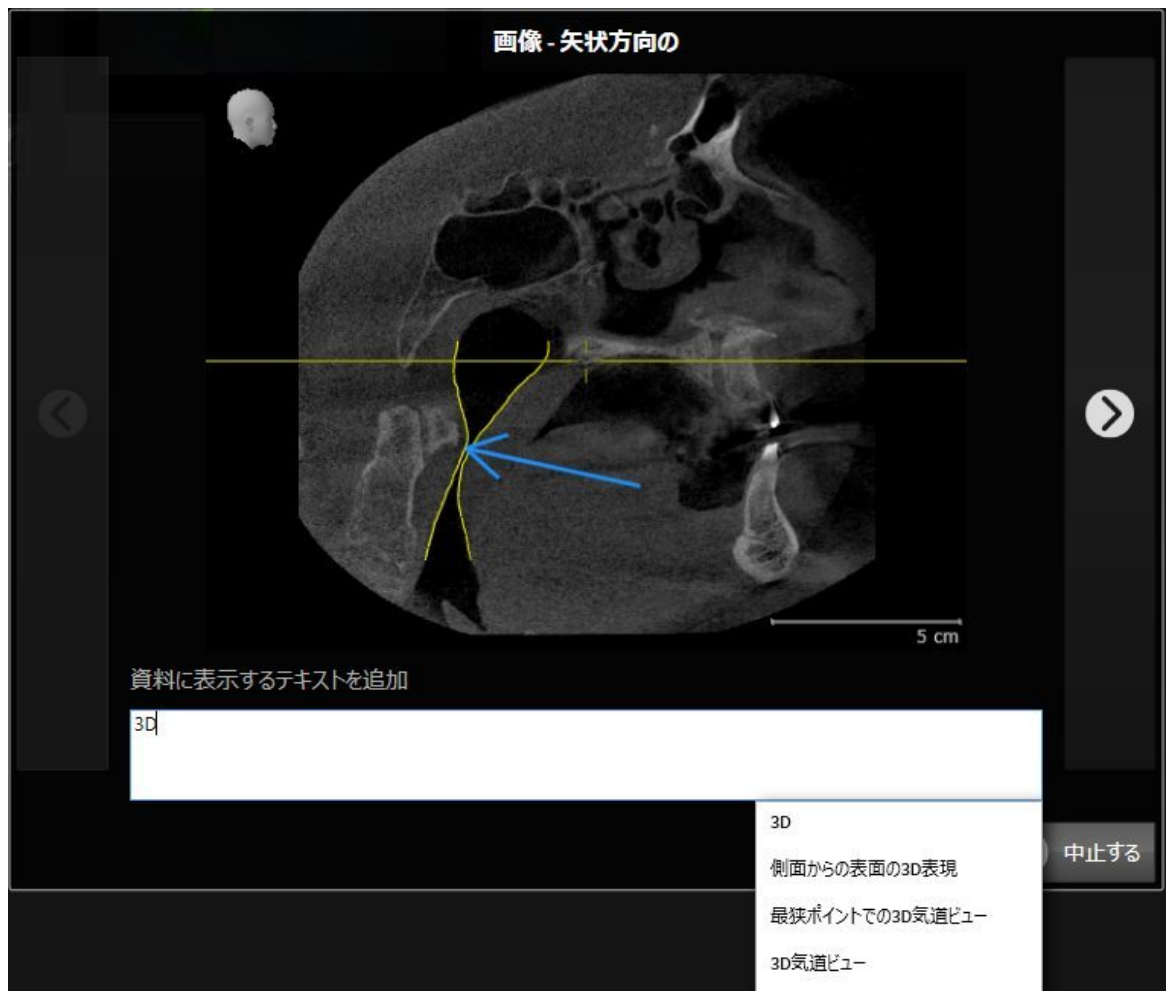 画像 - 矢状方向の
5 cm
資料に表示するテキストを追加
3D
3D
側面からの表面の3D表現
最狭ポイントでの3D気道ビュー
3D気道ビュー
中止する